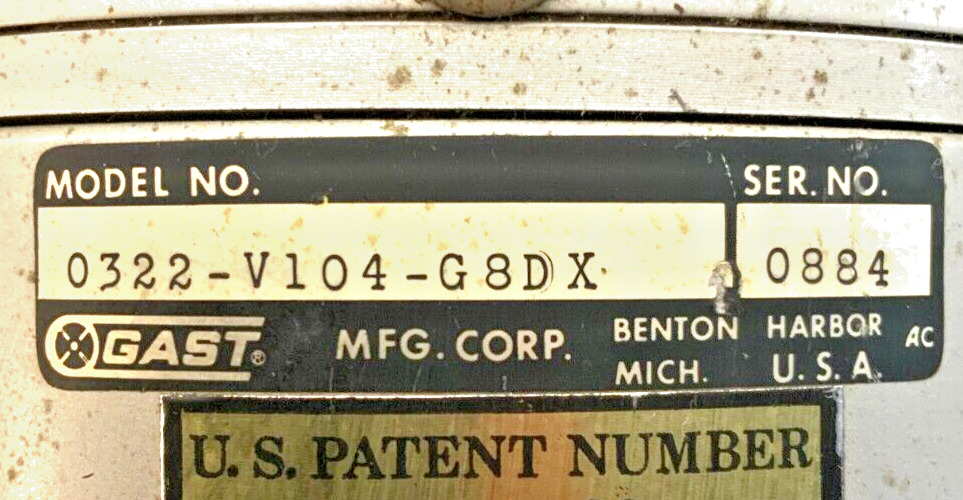 MODEL NO. SER. NO.
0322-V104-G8DX 0884
GAST® MFG. CORP. BENTON HARBOR AC
MICH. U.S.A.
U.S. PATENT NUMBER